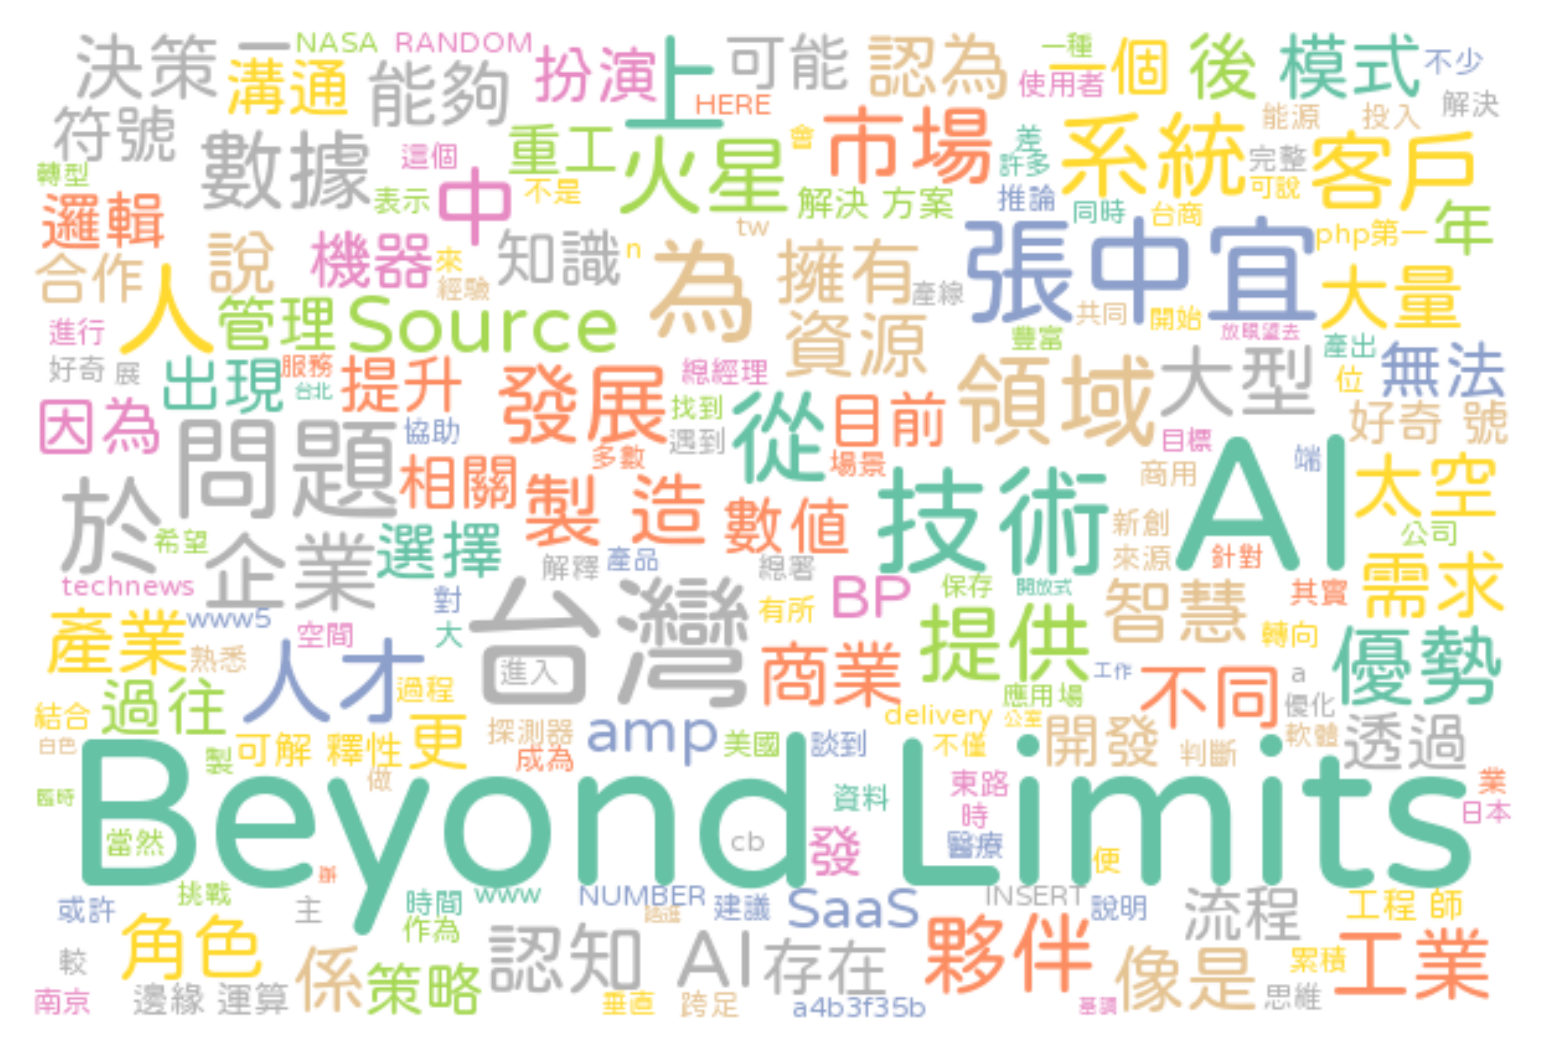 決策 一 NASA RANDOM 扮演 上 可能 認為 一種 一個 後 模式 不少
溝通 能夠 HERE 使用者 解決
符號 數據 這個 重工 火星 會 市場 差 許多 系統 能源 投入 完整 客戶
轉型 表示 中 不是 解決 方案 推論 同時 台商 可說 年
邏輯 說 機器 來 知識 n tw 為 擁有 張中宜 php第一
合作 人 經驗 產線 大量
進行 管理 Source 資源 豐富 共同 開始 放眼望去 產出
好奇 展 出現 服務 台北 提升 發展 總經理 領域 大型 位 無法
因為 協助 找到 從 目前 好奇 號
問題 相關 多數 遇到 場景 目標 商用 端 AI 太空
於 製 造 數值 技術 新創 公司
希望 企業 選擇 解釋 產品 總署 來源 針對
technews www5 對 台灣 BP 保存 開放式 智慧 其實 需求
產業 熟悉 空間 大 有所 提供 轉向 優勢
人才 進入 商業 工作 不同 a
結合 過往 過程 更 探測器 amp delivery 公室 應用場 優化
白色 製 可解 釋性 成為 美國 談到 不僅 開發 判斷 軟體 透過
臨時 做 Beyond Limits 資料 東路 業
當然 cb 發 時 醫療 便 日本
挑戰 時間 www NUMBER 建議 SaaS INSERT 說明 流程 工程 師
或許 主 作為
較 角色 係 策略 認知 AI 存在 夥伴 像是 累積 工業
南京 邊緣 運算 垂直 跨足 a4b3f35b 基調 思維